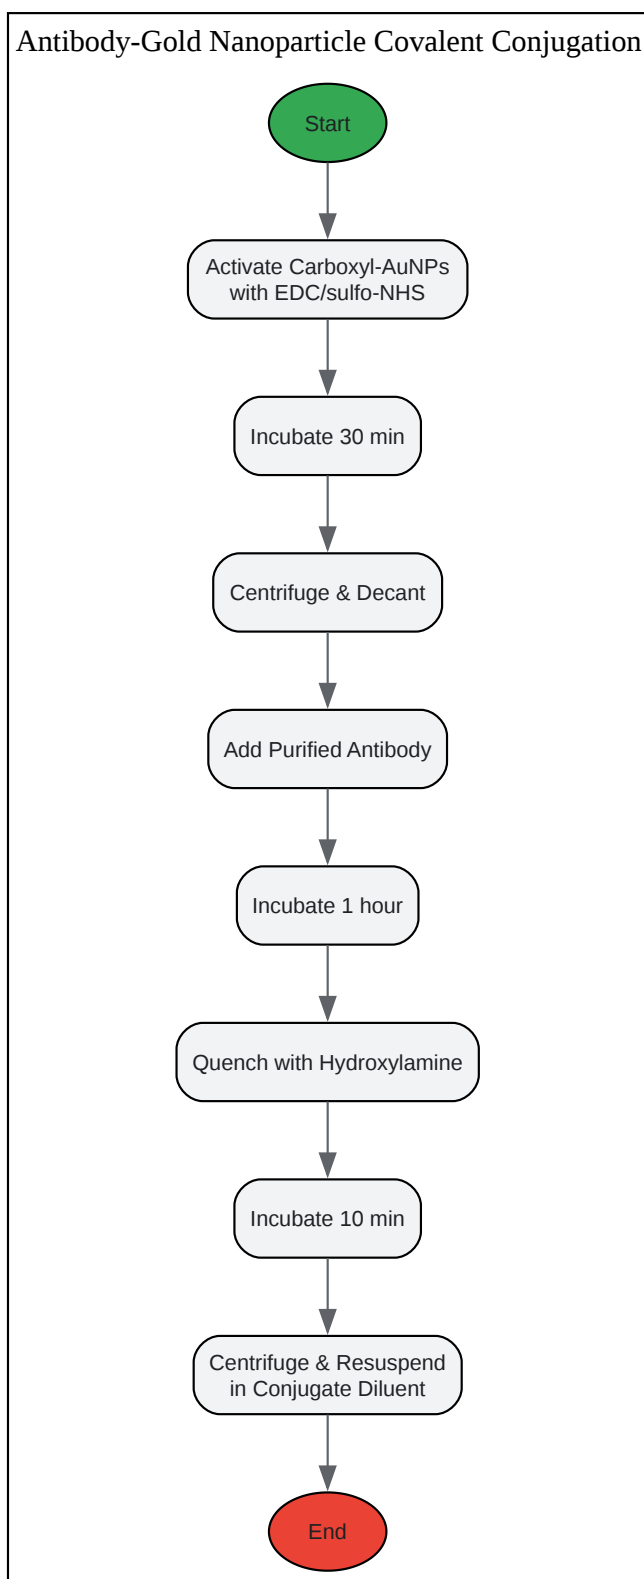 Antibody-Gold Nanoparticle Covalent Conjugation
Start
Activate Carboxyl-AuNPs
with EDC/sulfo-NHS
Incubate 30 min
Centrifuge & Decant
Add Purified Antibody
Incubate 1 hour
Quench with Hydroxylamine
Incubate 10 min
Centrifuge & Resuspend
in Conjugate Diluent
End